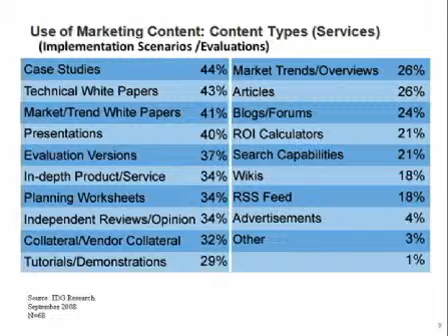 Use of Marketing Content: Content Types (Services)
(Implementation Scenarios /Evaluations)
Case Studies 44%
Technical White Papers 43%
Market/Trend White Papers 41%
Presentations 40%
Evaluation Versions 37%
In-depth Product/Service 34%
Planning Worksheets 34%
Independent Reviews/Opinion 34%
Collateral/Vendor Collateral 32%
Tutorials/Demonstrations 29%
Market Trends/Overviews 26%
Articles 26%
Blogs/Forums 24%
ROI Calculators 21%
Search Capabilities 21%
Wikis 18%
RSS Feed 18%
Advertisements 4%
Other 3%
1%
Source: IDG Research
September 2008
N=68